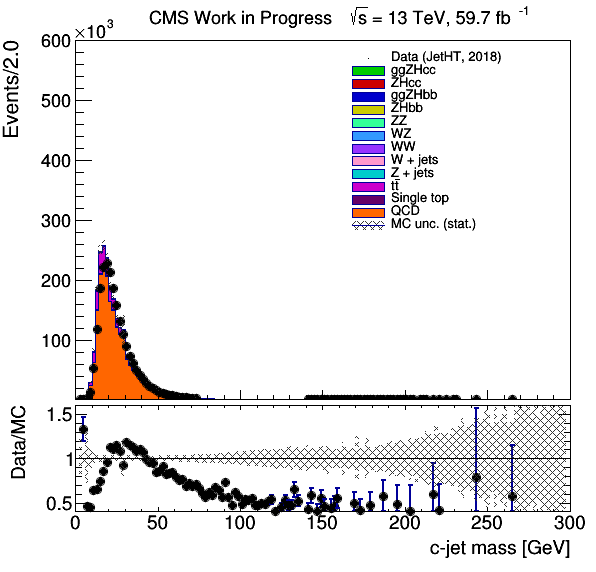 ×10³ CMS Work in Progress √s = 13 TeV, 59.7 fb⁻¹
Events/2.0
600
500
400
300
200
100
Data (JetHT, 2018)
ggZHcc
ZHcc
ggZHbb
ZHbb
ZZ
WZ
WW
W + jets
Z + jets
tt̄
Single top
QCD
MC unc. (stat.)
Data/MC
1.5
1
0.5
0 50 100 150 200 250 300
c-jet mass [GeV]